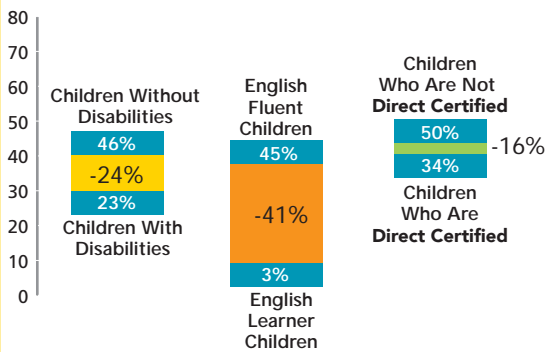 80
70
60
50
40
30
20
10
0
Children Without
Disabilities
46%
-24%
23%
Children With
Disabilities
English
Fluent
Children
45%
-41%
3%
English
Learner
Children
Children
Who Are Not
Direct Certified
50%
-16%
34%
Children
Who Are
Direct Certified